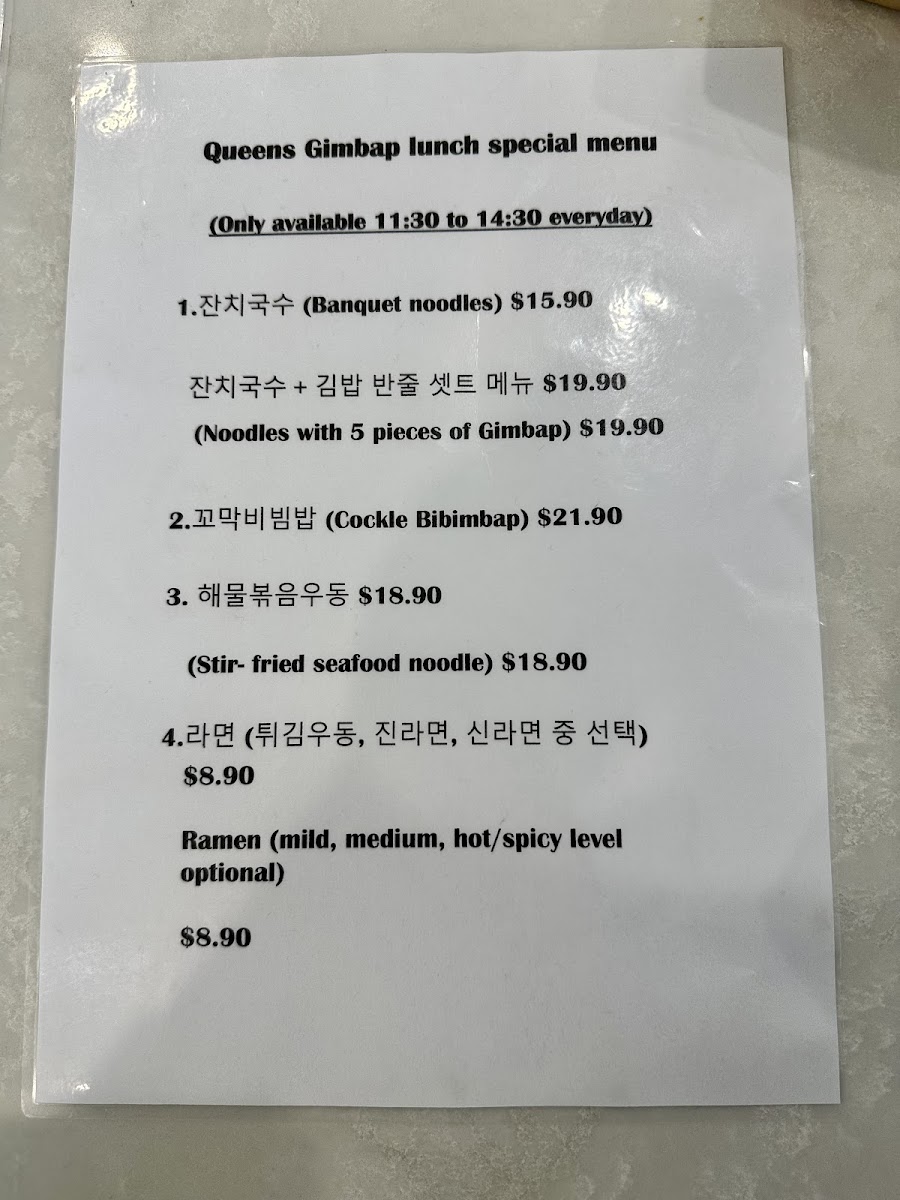 Queens Gimbap lunch special menu
(Only available 11:30 to 14:30 everyday)
1.잔치국수 (Banquet noodles) $15.90
잔치국수 + 김밥 반줄 셋트 메뉴 $19.90
(Noodles with 5 pieces of Gimbap) $19.90
2.꼬막비빔밥 (Cockle Bibimbap) $21.90
3. 해물볶음우동 $18.90
(Stir- fried seafood noodle) $18.90
4.라면 (튀김우동, 진라면, 신라면 중 선택)
$8.90
Ramen (mild, medium, hot/spicy level
optional)
$8.90